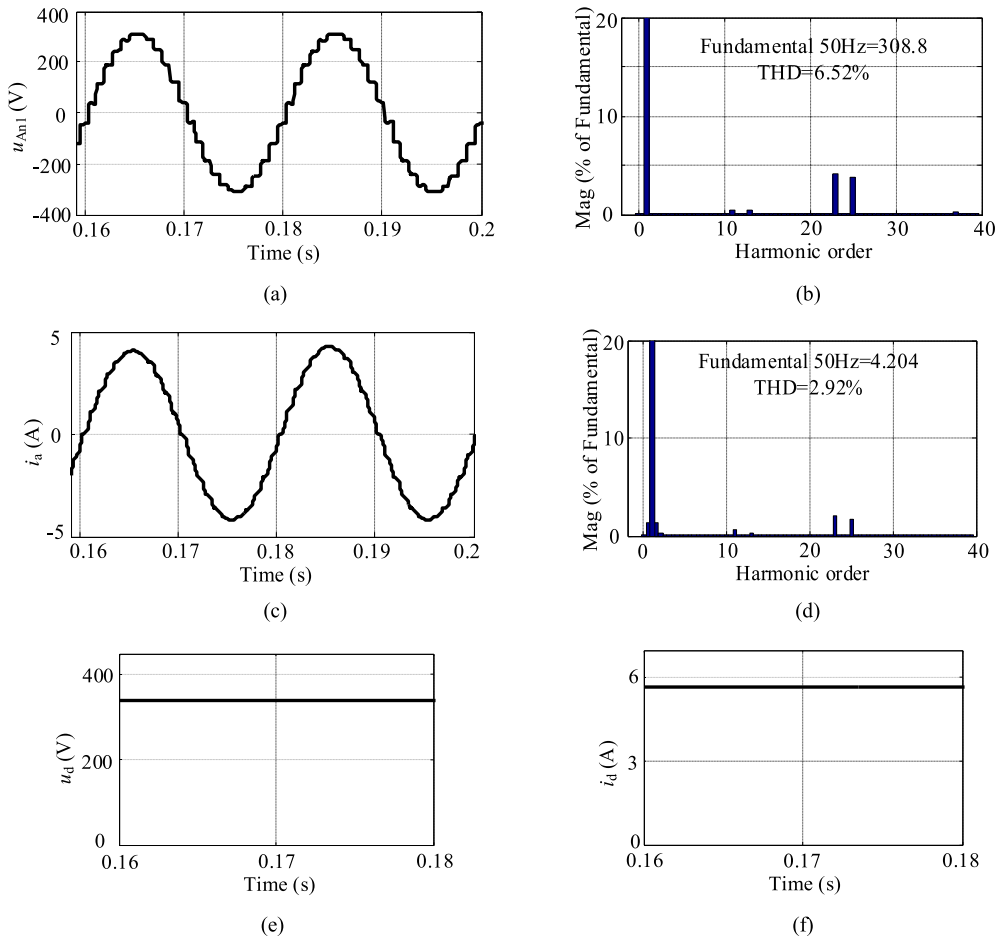 400
200
0
-200
-400
u_An1 (V)
0.16
0.17
0.18
0.19
0.2
Time (s)
(a)
20
10
0
Mag (% of Fundamental)
Fundamental 50Hz=308.8
THD=6.52%
0
10
20
30
40
Harmonic order
(b)
5
0
-5
i_a (A)
0.16
0.17
0.18
0.19
0.2
Time (s)
(c)
20
10
0
Mag (% of Fundamental)
Fundamental 50Hz=4.204
THD=2.92%
0
10
20
30
40
Harmonic order
(d)
400
200
0
u_d (V)
0.16
0.17
0.18
Time (s)
(e)
6
3
0
i_d (A)
0.16
0.17
0.18
Time (s)
(f)